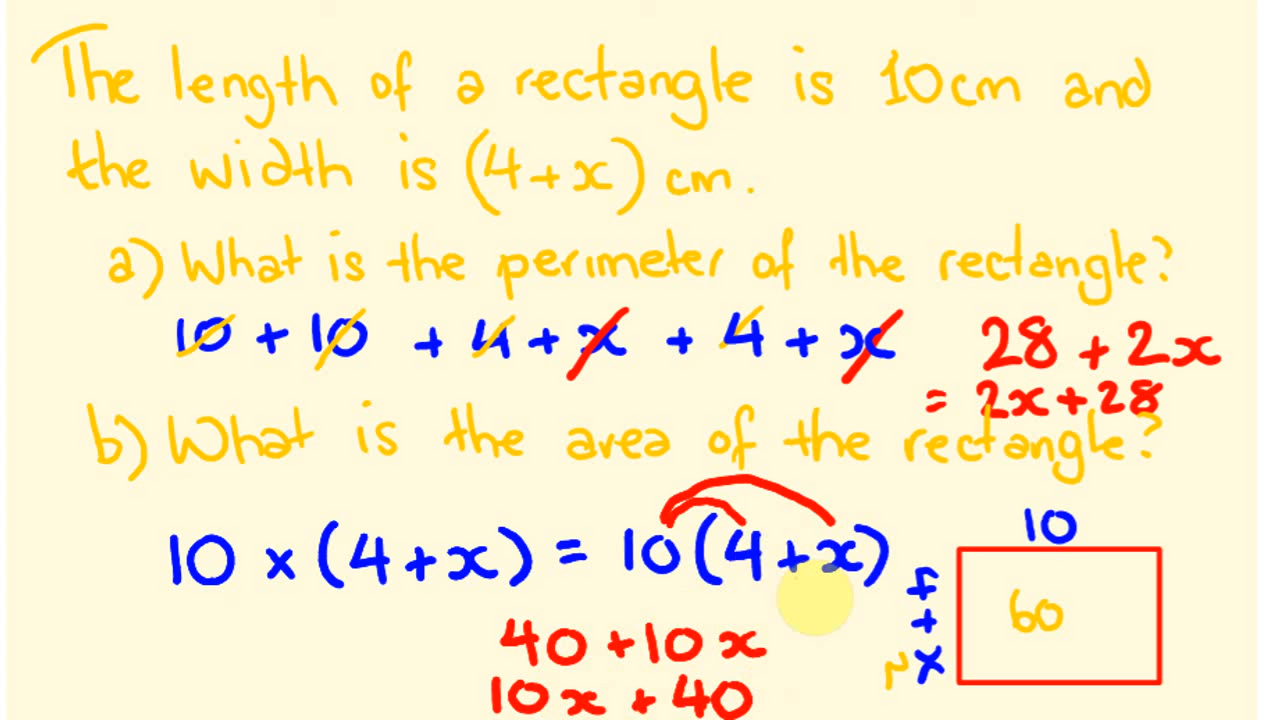 The length of a rectangle is 10cm and
the width is (4+x) cm.
a) What is the perimeter of the rectangle?
10 + 10 + 4 + x + 4 + x 28 + 2x
= 2x + 28
b) What is the area of the rectangle?
10 × (4+x) = 10(4+x)
10
4 + x
60
2
40 + 10x
10x + 40